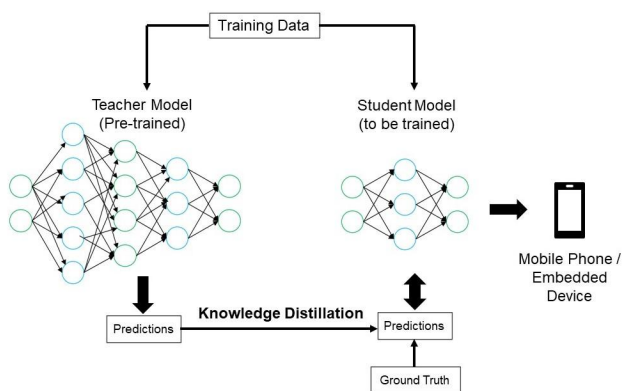 Training Data
Teacher Model
(Pre-trained)
Student Model
(to be trained)
Mobile Phone /
Embedded
Device
Predictions
Knowledge Distillation
Predictions
Ground Truth